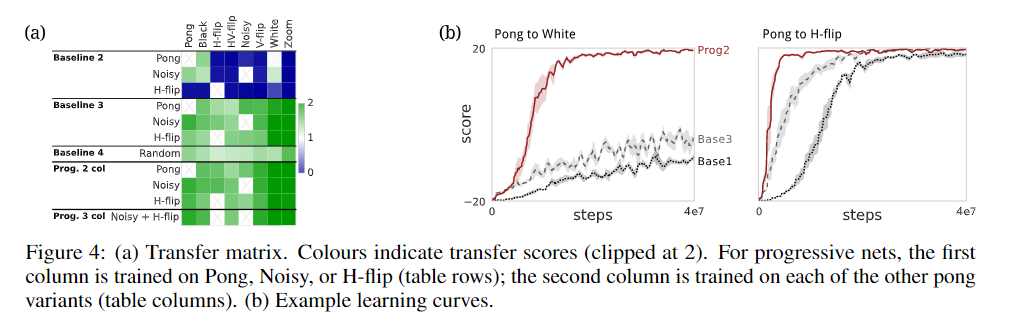 (a)
Pong
Black
H-flip
HV-flip
Noisy
V-flip
White
Zoom
Baseline 2 Pong
Noisy
H-flip
Baseline 3 Pong
Noisy
H-flip
Baseline 4 Random
Prog. 2 col Pong
Noisy
H-flip
Prog. 3 col Noisy + H-flip
2
1
0
(b)
Pong to White
20
score
−20
0
steps
4e7
Prog2
Base3
Base1
Pong to H-flip
0
steps
4e7
Figure 4: (a) Transfer matrix. Colours indicate transfer scores (clipped at 2). For progressive nets, the first
column is trained on Pong, Noisy, or H-flip (table rows); the second column is trained on each of the other pong
variants (table columns). (b) Example learning curves.